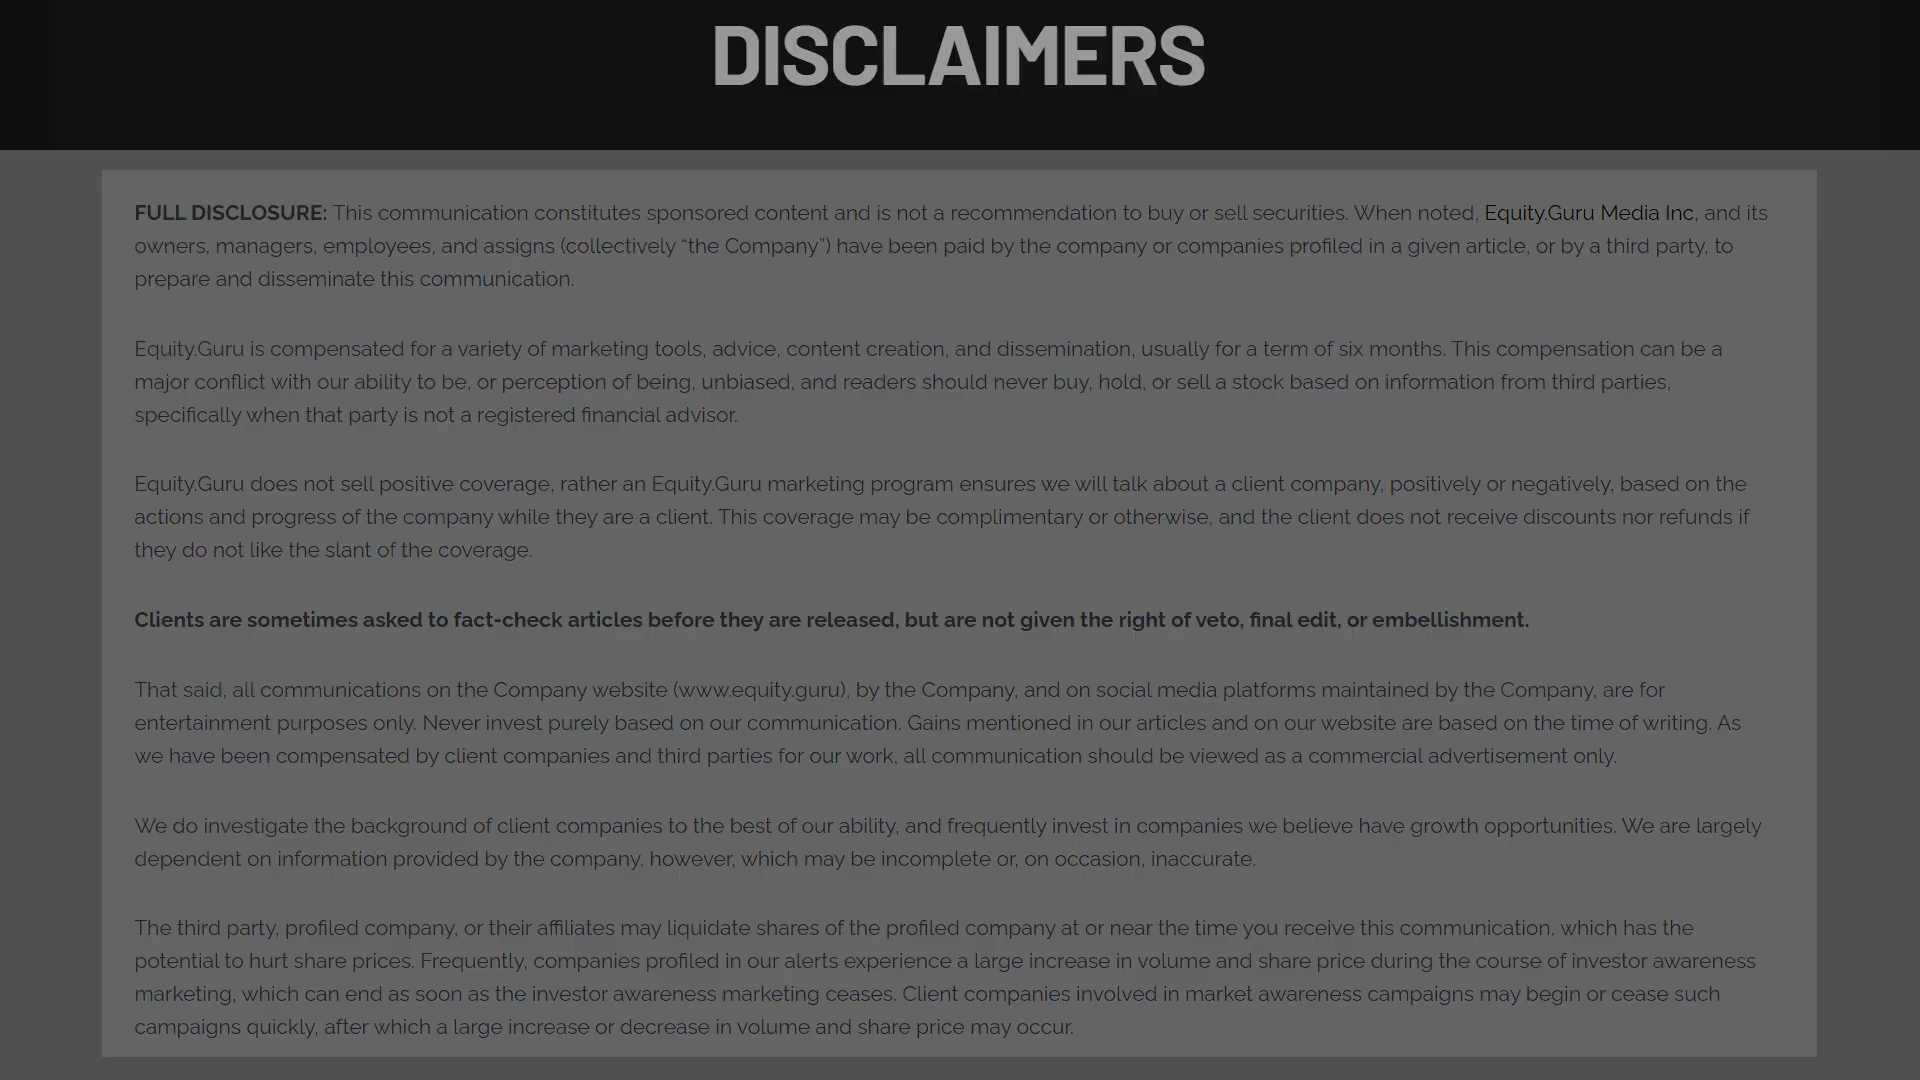 DISCLAIMERS
FULL DISCLOSURE: This communication constitutes sponsored content and is not a recommendation to buy or sell securities. When noted, Equity.Guru Media Inc, and its
owners, managers, employees, and assigns (collectively “the Company”) have been paid by the company or companies profiled in a given article, or by a third party, to
prepare and disseminate this communication.
Equity.Guru is compensated for a variety of marketing tools, advice, content creation, and dissemination, usually for a term of six months. This compensation can be a
major conflict with our ability to be, or perception of being, unbiased, and readers should never buy, hold, or sell a stock based on information from third parties,
specifically when that party is not a registered financial advisor.
Equity.Guru does not sell positive coverage, rather an Equity.Guru marketing program ensures we will talk about a client company, positively or negatively, based on the
actions and progress of the company while they are a client. This coverage may be complimentary or otherwise, and the client does not receive discounts nor refunds if
they do not like the slant of the coverage.
Clients are sometimes asked to fact-check articles before they are released, but are not given the right of veto, final edit, or embellishment.
That said, all communications on the Company website (www.equity.guru), by the Company, and on social media platforms maintained by the Company, are for
entertainment purposes only. Never invest purely based on our communication. Gains mentioned in our articles and on our website are based on the time of writing. As
we have been compensated by client companies and third parties for our work, all communication should be viewed as a commercial advertisement only.
We do investigate the background of client companies to the best of our ability, and frequently invest in companies we believe have growth opportunities. We are largely
dependent on information provided by the company, however, which may be incomplete or, on occasion, inaccurate.
The third party, profiled company, or their affiliates may liquidate shares of the profiled company at or near the time you receive this communication, which has the
potential to hurt share prices. Frequently, companies profiled in our alerts experience a large increase in volume and share price during the course of investor awareness
marketing, which can end as soon as the investor awareness marketing ceases. Client companies involved in market awareness campaigns may begin or cease such
campaigns quickly, after which a large increase or decrease in volume and share price may occur.